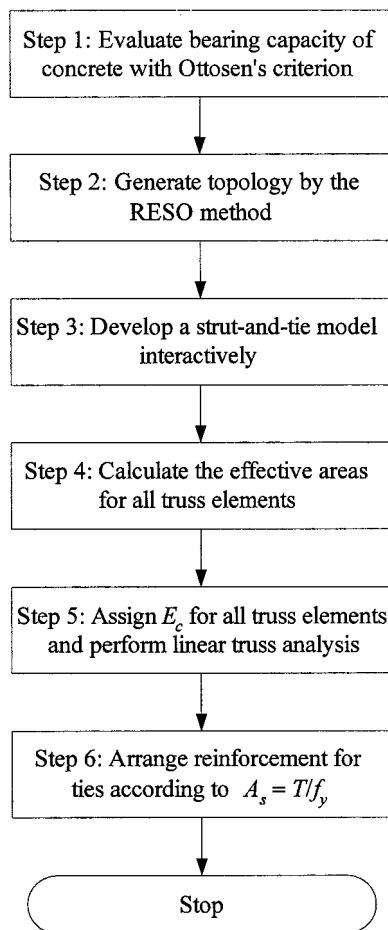 Step 1: Evaluate bearing capacity of
concrete with Ottosen's criterion
Step 2: Generate topology by the
RESO method
Step 3: Develop a strut-and-tie model
interactively
Step 4: Calculate the effective areas
for all truss elements
Step 5: Assign E_c for all truss elements
and perform linear truss analysis
Step 6: Arrange reinforcement for
ties according to A_s = T/f_y
Stop